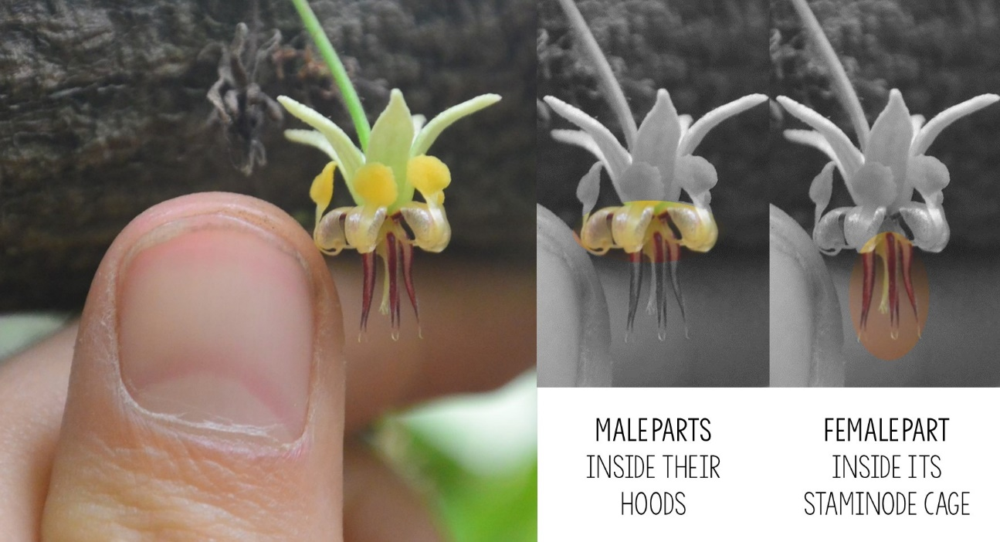 MALE PARTS
INSIDE THEIR
HOODS
FEMALE PART
INSIDE ITS
STAMINODE CAGE